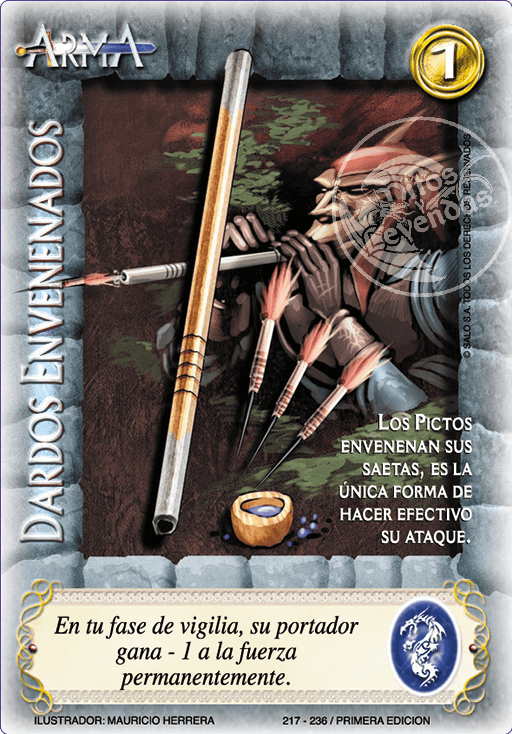 ARMA
1
DARDOS ENVENENADOS
mitos
y leyendas
© SALO S.A. TODOS LOS DERECHOS RESERVADOS
LOS PICTOS
ENVENENAN SUS
SAETAS, ES LA
ÚNICA FORMA DE
HACER EFECTIVO
SU ATAQUE.
En tu fase de vigilia, su portador
gana - 1 a la fuerza
permanentemente.
ILUSTRADOR: MAURICIO HERRERA
217 - 236 / PRIMERA EDICION